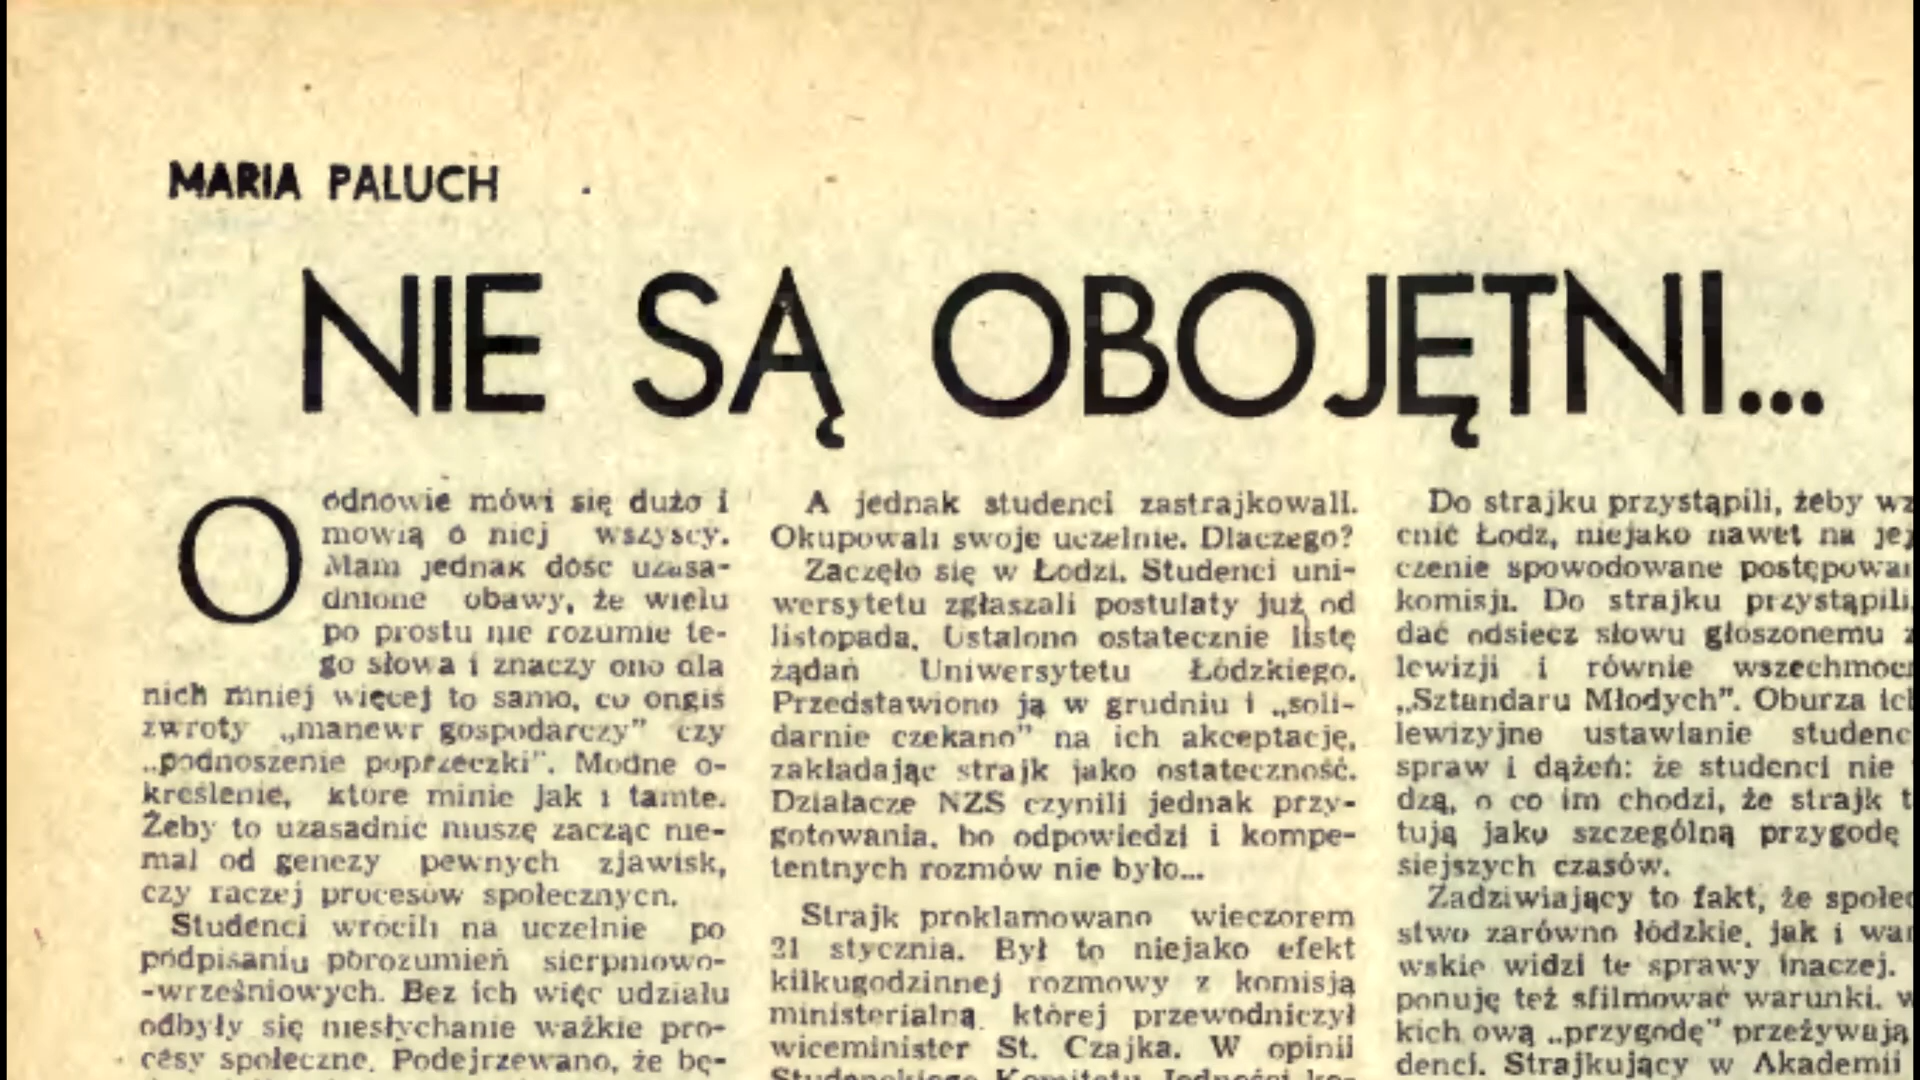 MARIA PALUCH
NIE SĄ OBOJĘTNI...
O odnowie mówi się dużo i
mówią o niej wszyscy.
Mam jednak dość uzasa-
dnione obawy, że wielu
po prostu nie rozumie te-
go słowa i znaczy ono dla
nich mniej więcej to samo, co ongiś
zwroty „manewr gospodarczy” czy
„podnoszenie poprzeczki”. Modne o-
kreślenie, które minie jak i tamte.
Żeby to uzasadnić muszę zacząć nie-
mal od genezy pewnych zjawisk,
czy raczej procesów społecznych.
Studenci wrócili na uczelnie po
podpisaniu porozumień sierpniowo-
-wrześniowych. Bez ich więc udziału
odbyły się niesłychanie ważkie pro-
cesy społeczne. Podejrzewano, że bę-
A jednak studenci zastrajkowali.
Okupowali swoje uczelnie. Dlaczego?
Zaczęło się w Łodzi. Studenci uni-
wersytetu zgłaszali postulaty już od
listopada. Ustalono ostatecznie listę
żądań Uniwersytetu Łódzkiego.
Przedstawiono ją w grudniu i „soli-
darnie czekano” na ich akceptację,
zakładając strajk jako ostateczność.
Działacze NZS czynili jednak przy-
gotowania, bo odpowiedzi i kompe-
tentnych rozmów nie było...
Strajk proklamowano wieczorem
21 stycznia. Był to niejako efekt
kilkugodzinnej rozmowy z komisją
ministerialną, której przewodniczył
wiceminister St. Czajka. W opinii
Studenckiego Komitetu Jedności ko-
Do strajku przystąpili, żeby wz
cnić Łódź, niejako nawet na jej
czenie spowodowane postępowan
komisji. Do strajku przystąpili,
dać odsiecz słowu głoszonemu z
lewizji i równie wszechmoc
„Sztandaru Młodych”. Oburza ich
lewizyjne ustawianie studenc
spraw i dążeń: że studenci nie
dzą, o co im chodzi, że strajk t
tują jako szczególną przygodę
siejszych czasów.
Zadziwiający to fakt, że społec
stwo zarówno łódzkie, jak i war
wskie widzi te sprawy inaczej.
ponuję też sfilmować warunki, w
kich ową „przygodę” przeżywają
denci. Strajkujący w Akademii